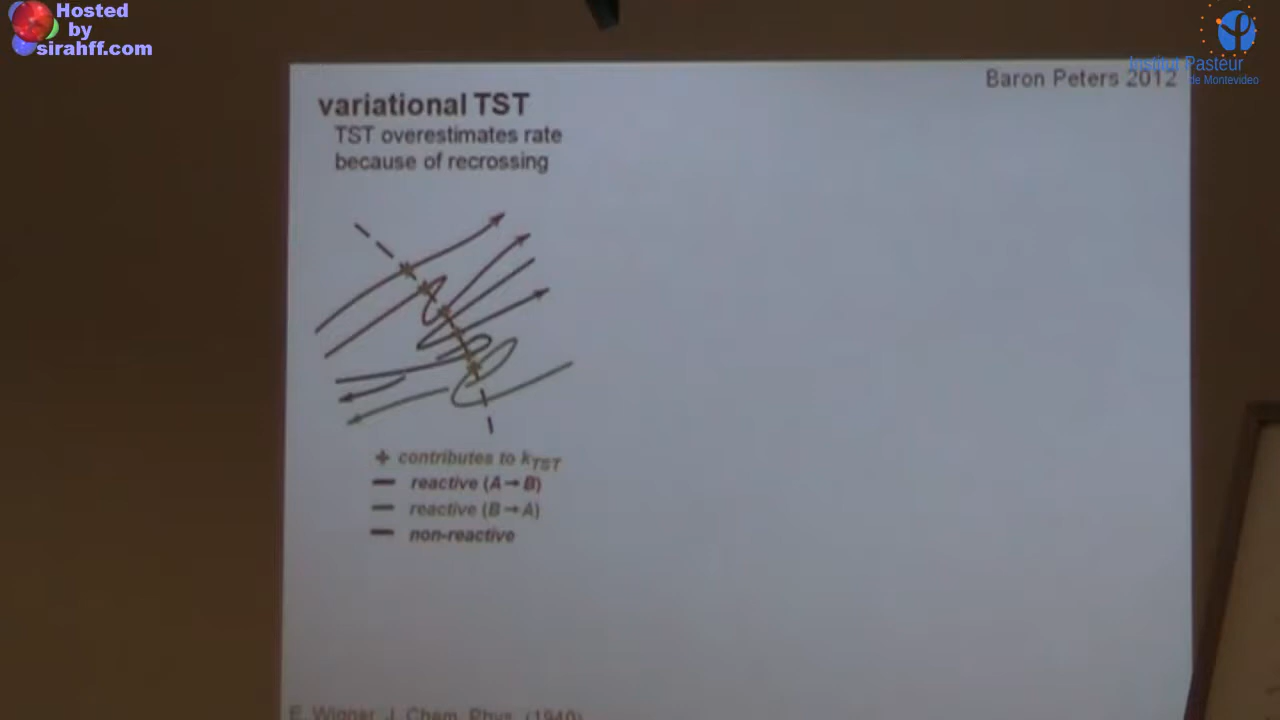 Hosted
by
sirahff.com
Institut Pasteur
de Montevideo
Baron Peters 2012
variational TST
TST overestimates rate
because of recrossing
+ contributes to kTST
reactive (A→B)
reactive (B→A)
non-reactive
E. Wigner, J. Chem. Phys. (1940)